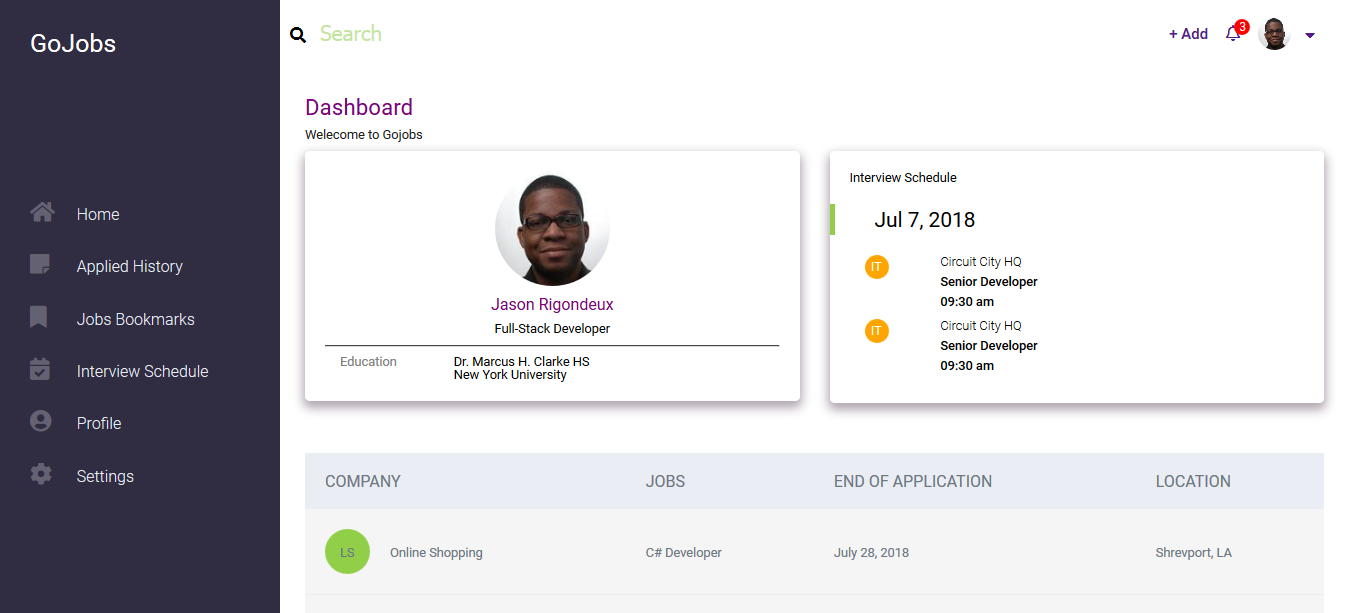 GoJobs
Search
+ Add
3
Home
Applied History
Jobs Bookmarks
Interview Schedule
Profile
Settings
Dashboard
Welecome to Gojobs
Jason Rigondeux
Full-Stack Developer
Education
Dr. Marcus H. Clarke HS
New York University
Interview Schedule
Jul 7, 2018
IT
Circuit City HQ
Senior Developer
09:30 am
IT
Circuit City HQ
Senior Developer
09:30 am
COMPANY JOBS END OF APPLICATION LOCATION
LS Online Shopping C# Developer July 28, 2018 Shrevport, LA